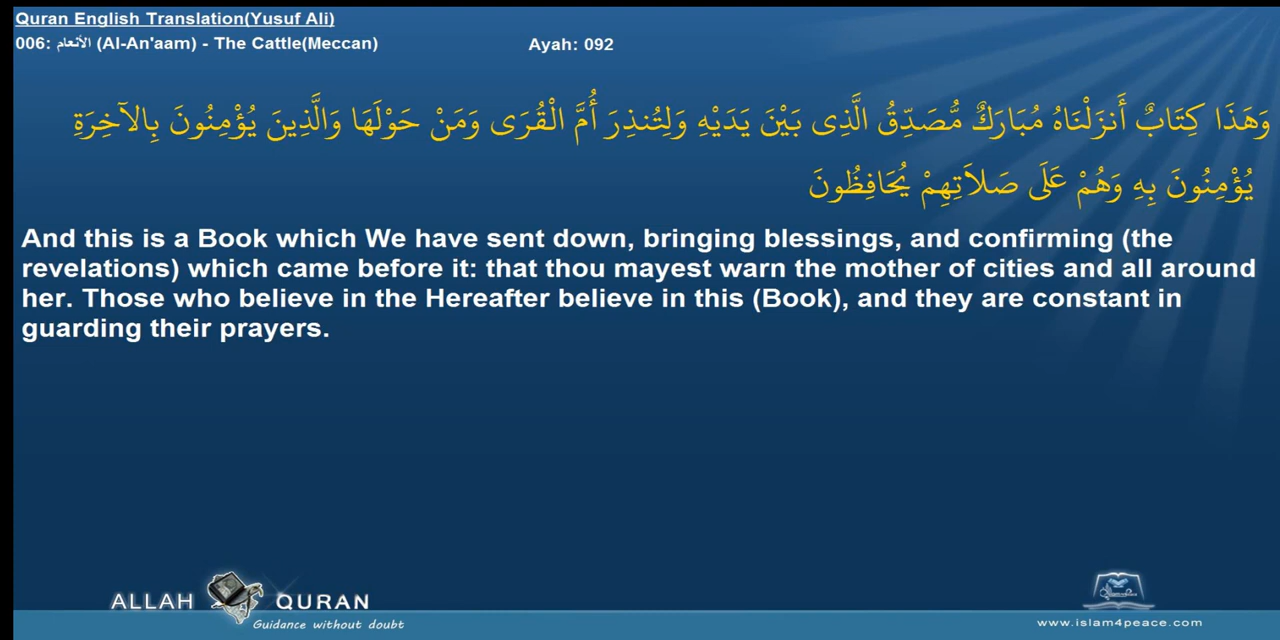 Quran English Translation(Yusuf Ali)
006: الأنعام (Al-An'aam) - The Cattle(Meccan) Ayah: 092
وَهَذَا كِتَابٌ أَنزَلْنَاهُ مُبَارَكٌ مُّصَدِّقُ الَّذِى بَيْنَ يَدَيْهِ وَلِتُنذِرَ أُمَّ الْقُرَى وَمَنْ حَوْلَهَا وَالَّذِينَ يُؤْمِنُونَ بِالآخِرَةِ
يُؤْمِنُونَ بِهِ وَهُمْ عَلَى صَلاَتِهِمْ يُحَافِظُونَ
And this is a Book which We have sent down, bringing blessings, and confirming (the
revelations) which came before it: that thou mayest warn the mother of cities and all around
her. Those who believe in the Hereafter believe in this (Book), and they are constant in
guarding their prayers.
ALLAH QURAN
Guidance without doubt
www.islam4peace.com